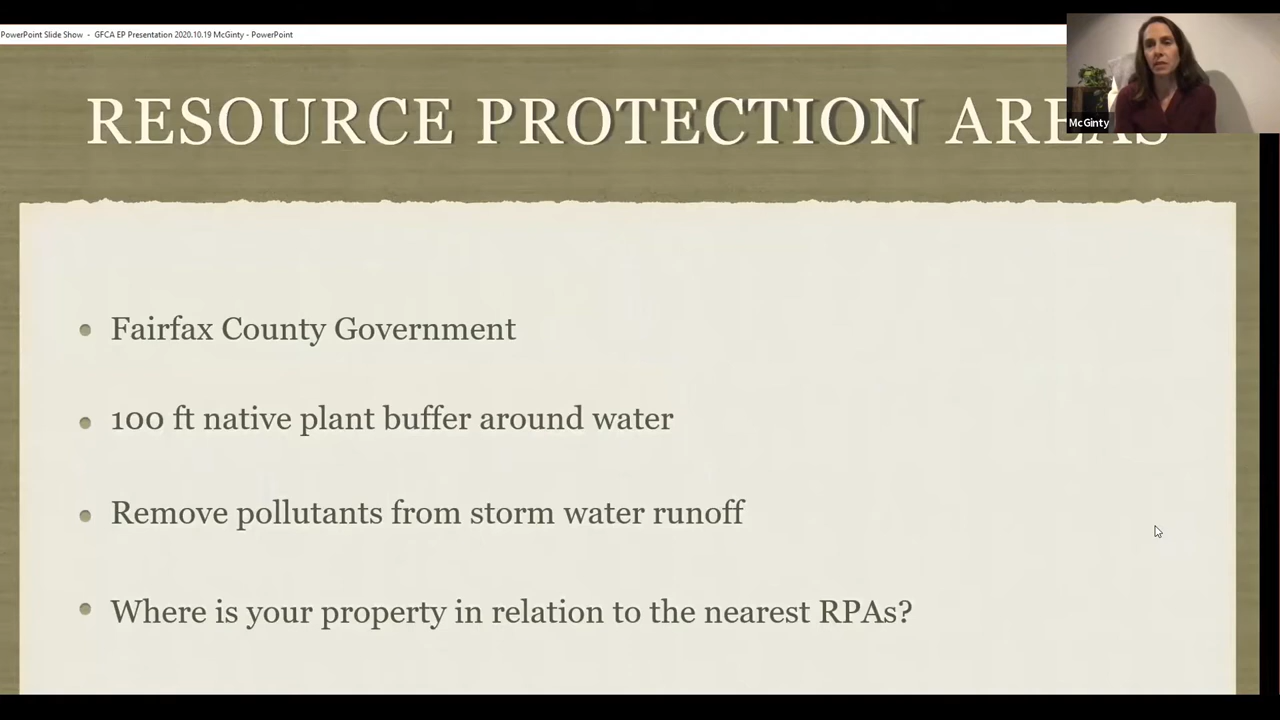 PowerPoint Slide Show - GFCA EP Presentation 2020.10.19 McGinty - PowerPoint
McGinty
RESOURCE PROTECTION AREAS
Fairfax County Government
100 ft native plant buffer around water
Remove pollutants from storm water runoff
Where is your property in relation to the nearest RPAs?